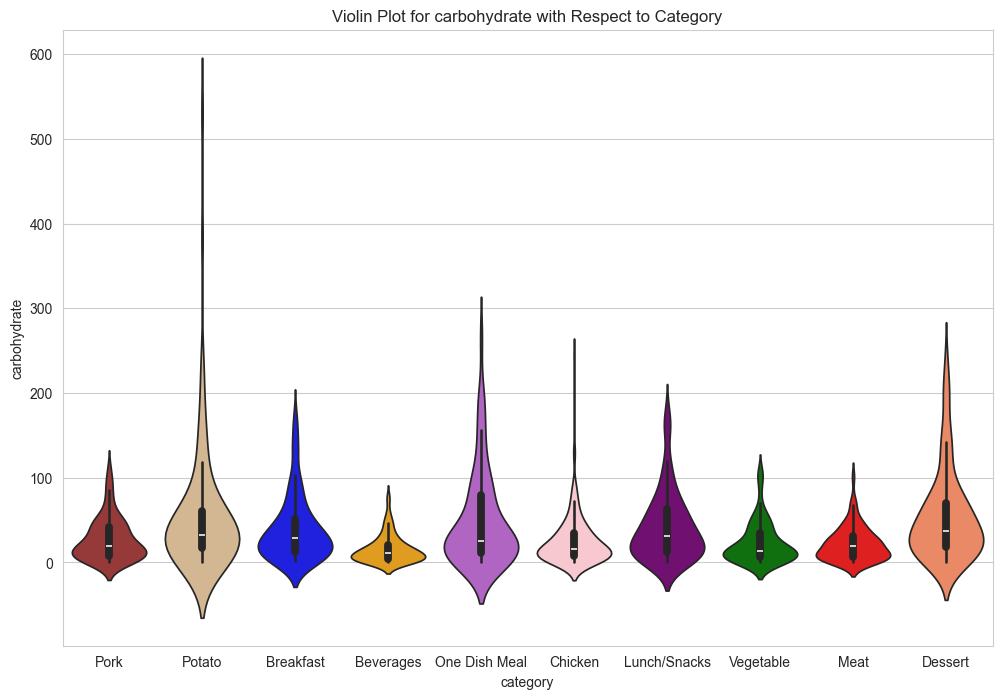 Violin Plot for carbohydrate with Respect to Category
600
500
400
300
200
100
0
carbohydrate
Pork Potato Breakfast Beverages One Dish Meal Chicken Lunch/Snacks Vegetable Meat Dessert
category